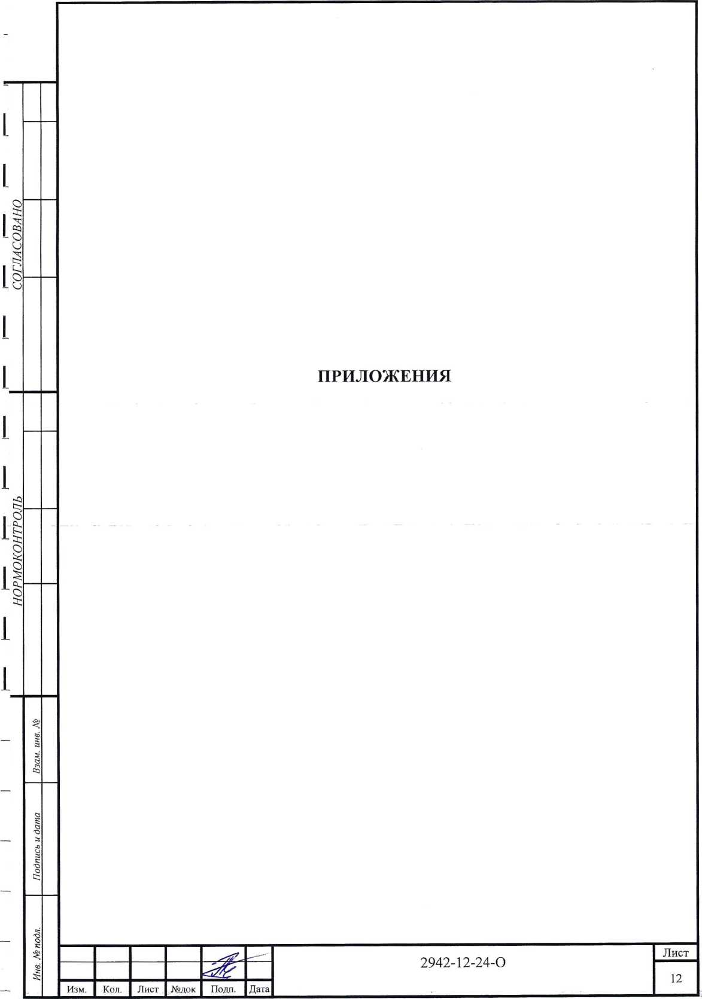 СОГЛАСОВАНО
НОРМОКОНТРОЛЬ
Взам. инв. №
Подпись и дата
Инв. № подл.
ПРИЛОЖЕНИЯ
2942-12-24-О
Лист
12
Изм. Кол. Лист №док Подп. Дата